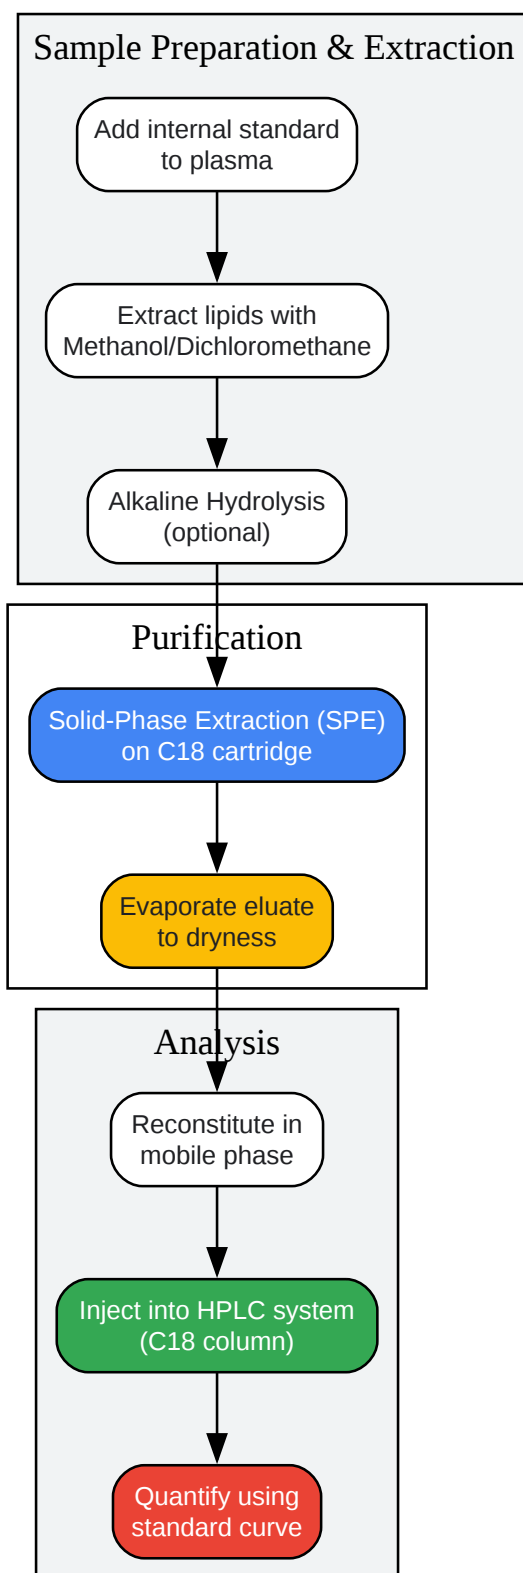 Sample Preparation & Extraction
Add internal standard
to plasma
Extract lipids with
Methanol/Dichloromethane
Alkaline Hydrolysis
(optional)
Purification
Solid-Phase Extraction (SPE)
on C18 cartridge
Evaporate eluate
to dryness
Analysis
Reconstitute in
mobile phase
Inject into HPLC system
(C18 column)
Quantify using
standard curve